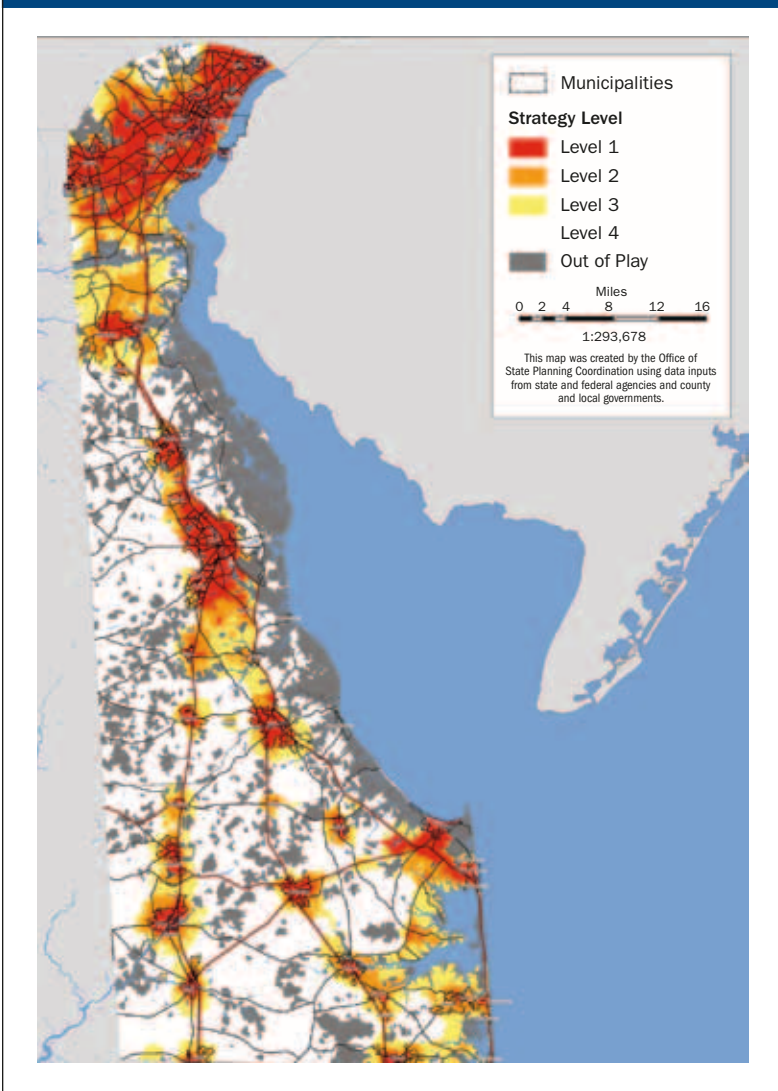 Municipalities
Strategy Level
Level 1
Level 2
Level 3
Level 4
Out of Play
Miles
0 2 4 8 12 16
1:293,678
This map was created by the Office of
State Planning Coordination using data inputs
from state and federal agencies and county
and local governments.